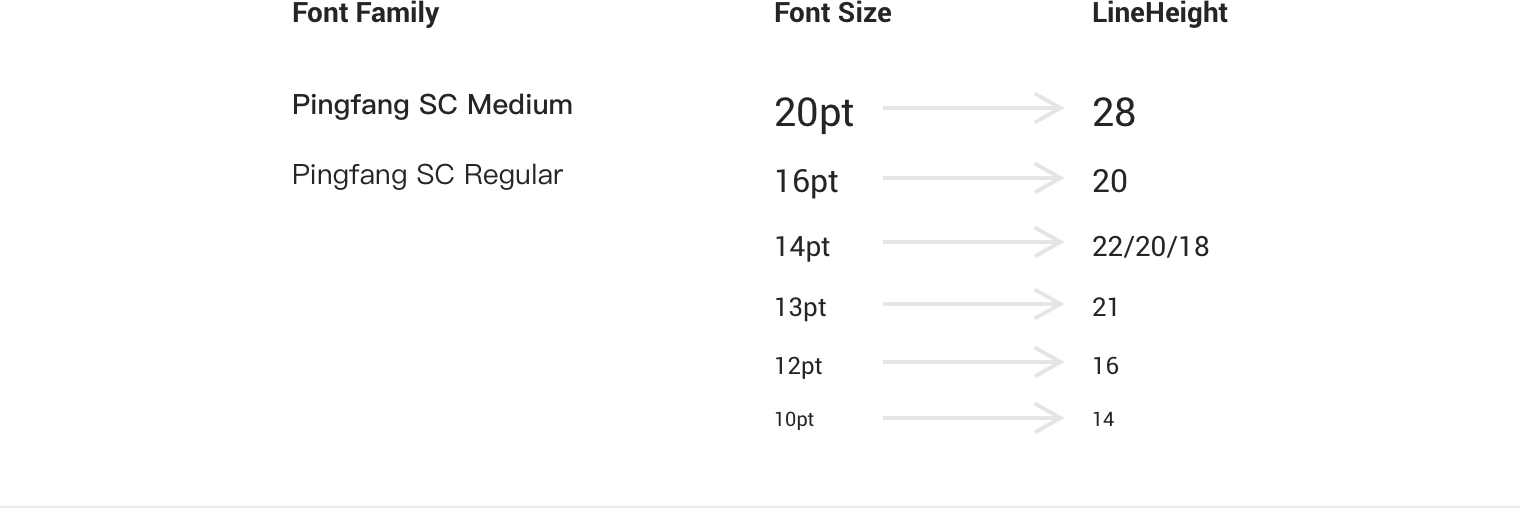 Font Family Font Size LineHeight
Pingfang SC Medium 20pt 28
Pingfang SC Regular 16pt 20
14pt 22/20/18
13pt 21
12pt 16
10pt 14